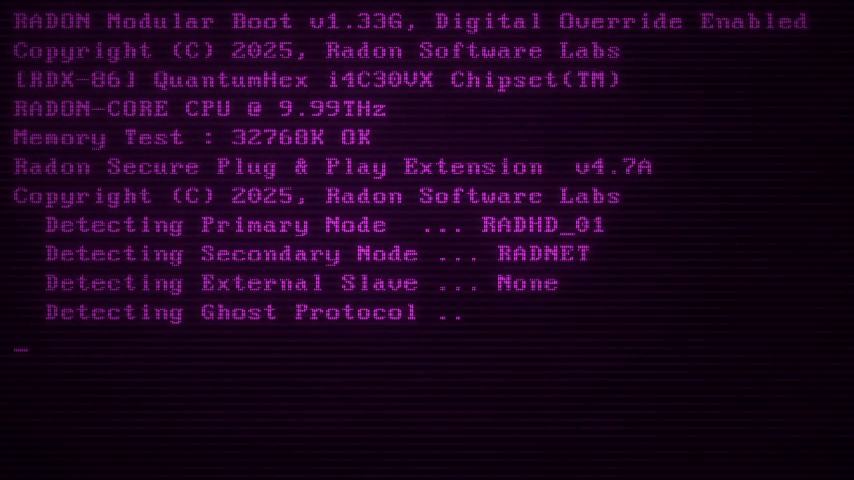 RADON Modular Boot v1.33G, Digital Override Enabled
Copyright (C) 2025, Radon Software Labs
[RDX-86] QuantumHex i4C30VX Chipset(TM)
RADON-CORE CPU @ 9.99THz
Memory Test : 32768K OK
Radon Secure Plug & Play Extension  v4.7A
Copyright (C) 2025, Radon Software Labs
  Detecting Primary Node  ... RADHD_01
  Detecting Secondary Node ... RADNET
  Detecting External Slave ... None
  Detecting Ghost Protocol ..
_